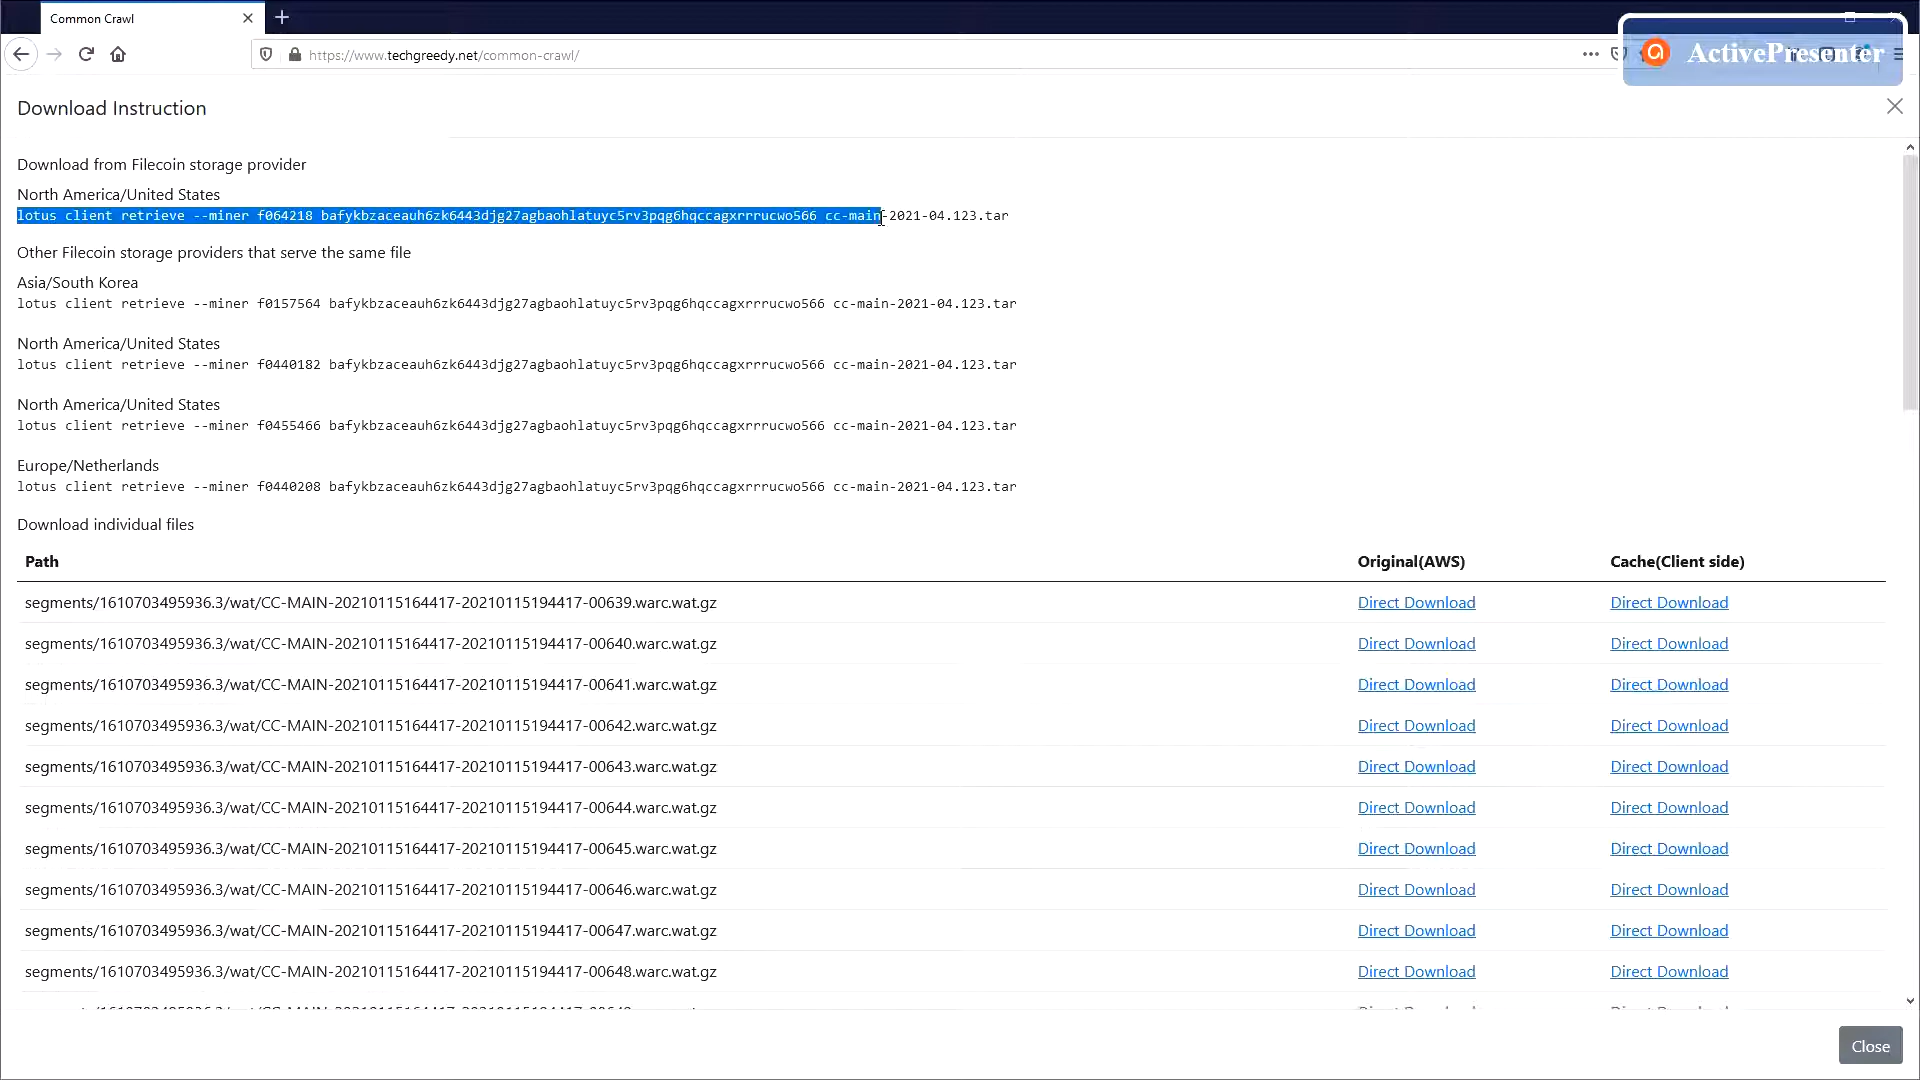 Common Crawl
https://www.techgreedy.net/common-crawl/
ActivePresenter
Download Instruction
Download from Filecoin storage provider
North America/United States
lotus client retrieve --miner f064218 bafykbzaceauh6zk6443djg27agbaohlatuyc5rv3pqg6hqccagxrrrucwo566 cc-main-2021-04.123.tar
Other Filecoin storage providers that serve the same file
Asia/South Korea
lotus client retrieve --miner f0157564 bafykbzaceauh6zk6443djg27agbaohlatuyc5rv3pqg6hqccagxrrrucwo566 cc-main-2021-04.123.tar
North America/United States
lotus client retrieve --miner f0440182 bafykbzaceauh6zk6443djg27agbaohlatuyc5rv3pqg6hqccagxrrrucwo566 cc-main-2021-04.123.tar
North America/United States
lotus client retrieve --miner f0455466 bafykbzaceauh6zk6443djg27agbaohlatuyc5rv3pqg6hqccagxrrrucwo566 cc-main-2021-04.123.tar
Europe/Netherlands
lotus client retrieve --miner f0440208 bafykbzaceauh6zk6443djg27agbaohlatuyc5rv3pqg6hqccagxrrrucwo566 cc-main-2021-04.123.tar
Download individual files
Path Original(AWS) Cache(Client side)
segments/1610703495936.3/wat/CC-MAIN-20210115164417-20210115194417-00639.warc.wat.gz Direct Download Direct Download
segments/1610703495936.3/wat/CC-MAIN-20210115164417-20210115194417-00640.warc.wat.gz Direct Download Direct Download
segments/1610703495936.3/wat/CC-MAIN-20210115164417-20210115194417-00641.warc.wat.gz Direct Download Direct Download
segments/1610703495936.3/wat/CC-MAIN-20210115164417-20210115194417-00642.warc.wat.gz Direct Download Direct Download
segments/1610703495936.3/wat/CC-MAIN-20210115164417-20210115194417-00643.warc.wat.gz Direct Download Direct Download
segments/1610703495936.3/wat/CC-MAIN-20210115164417-20210115194417-00644.warc.wat.gz Direct Download Direct Download
segments/1610703495936.3/wat/CC-MAIN-20210115164417-20210115194417-00645.warc.wat.gz Direct Download Direct Download
segments/1610703495936.3/wat/CC-MAIN-20210115164417-20210115194417-00646.warc.wat.gz Direct Download Direct Download
segments/1610703495936.3/wat/CC-MAIN-20210115164417-20210115194417-00647.warc.wat.gz Direct Download Direct Download
segments/1610703495936.3/wat/CC-MAIN-20210115164417-20210115194417-00648.warc.wat.gz Direct Download Direct Download
Close